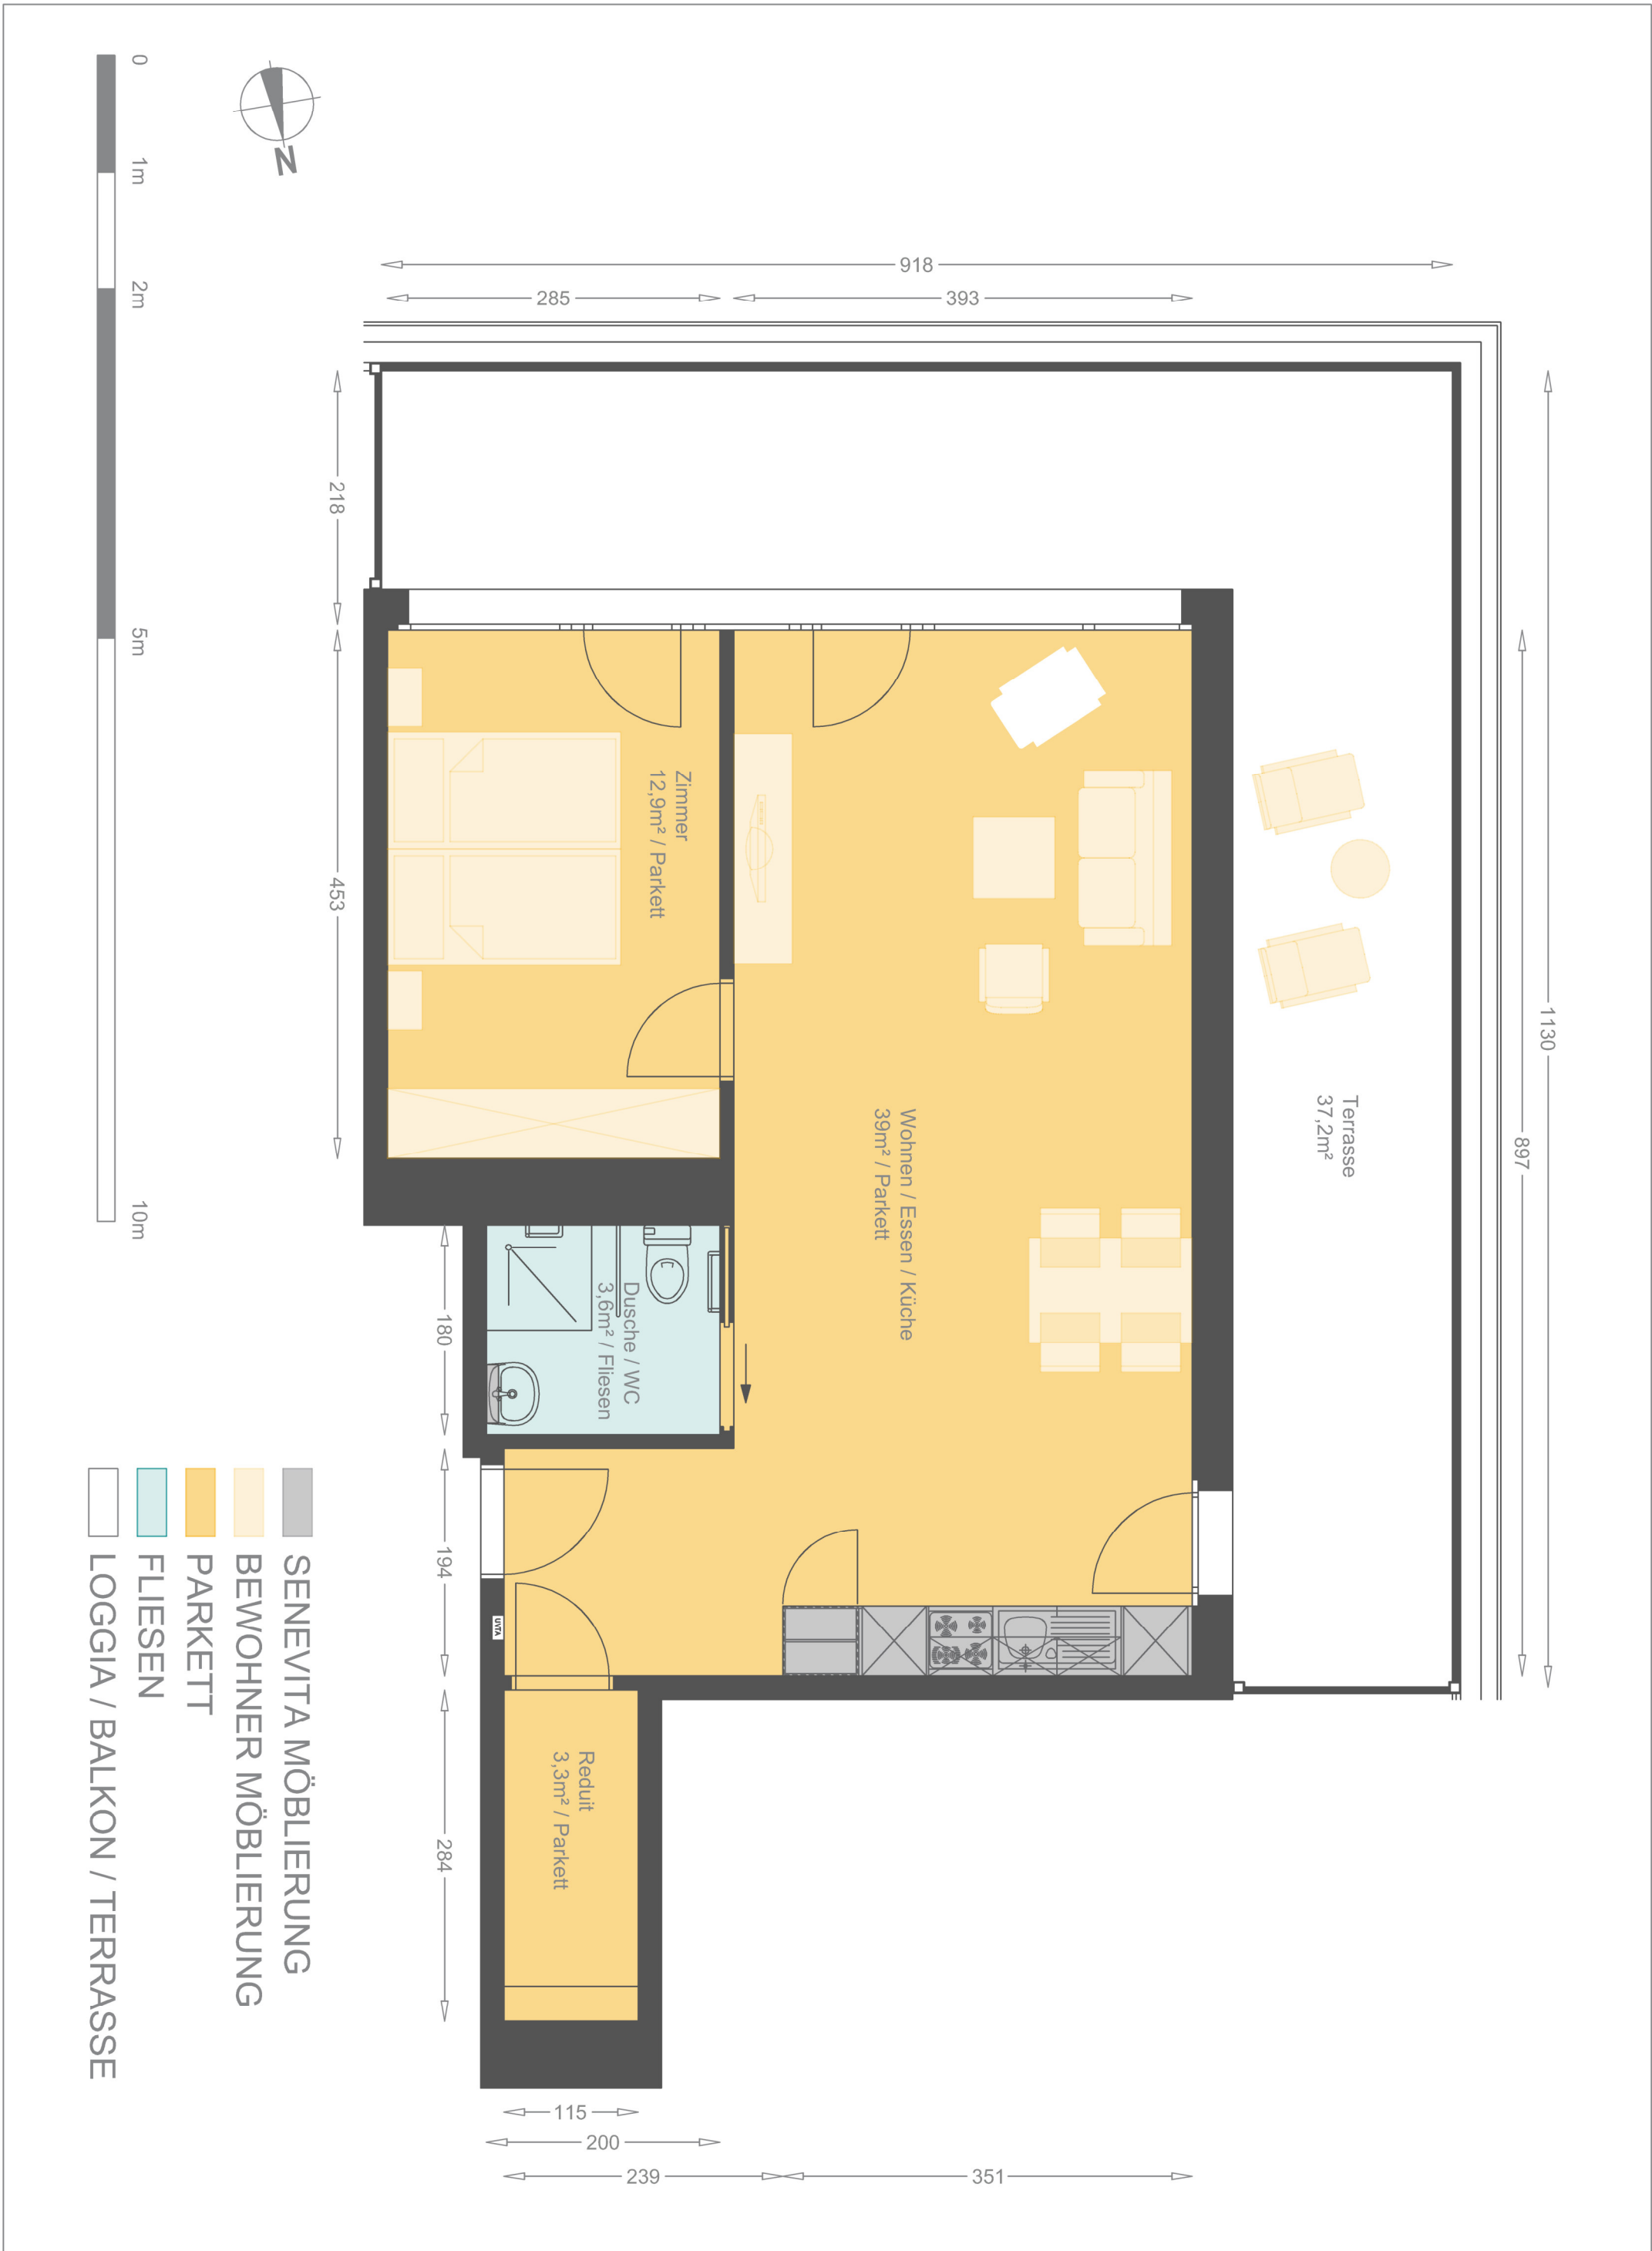 1130
897
Terrasse
37,2m²
Wohnen / Essen / Küche
39m² / Parkett
Zimmer
12,9m² / Parkett
Dusche / WC
3,6m² / Fliesen
Reduit
3,3m² / Parkett
918
285
393
218
453
180
194
284
115
200
239
351
UVTA
N
0
1m
2m
5m
10m
SENEVITA MÖBLIERUNG
BEWOHNER MÖBLIERUNG
PARKETT
FLIESEN
LOGGIA / BALKON / TERRASSE